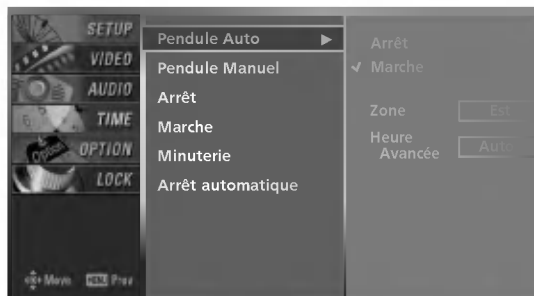 SETUP
VIDEO
AUDIO
TIME
OPTION
LOCK
Move MENU Prev
Pendule Auto
Pendule Manuel
Arrêt
Marche
Minuterie
Arrêt automatique
Arrêt
Marche
Zone Est
Heure
Avancée Auto